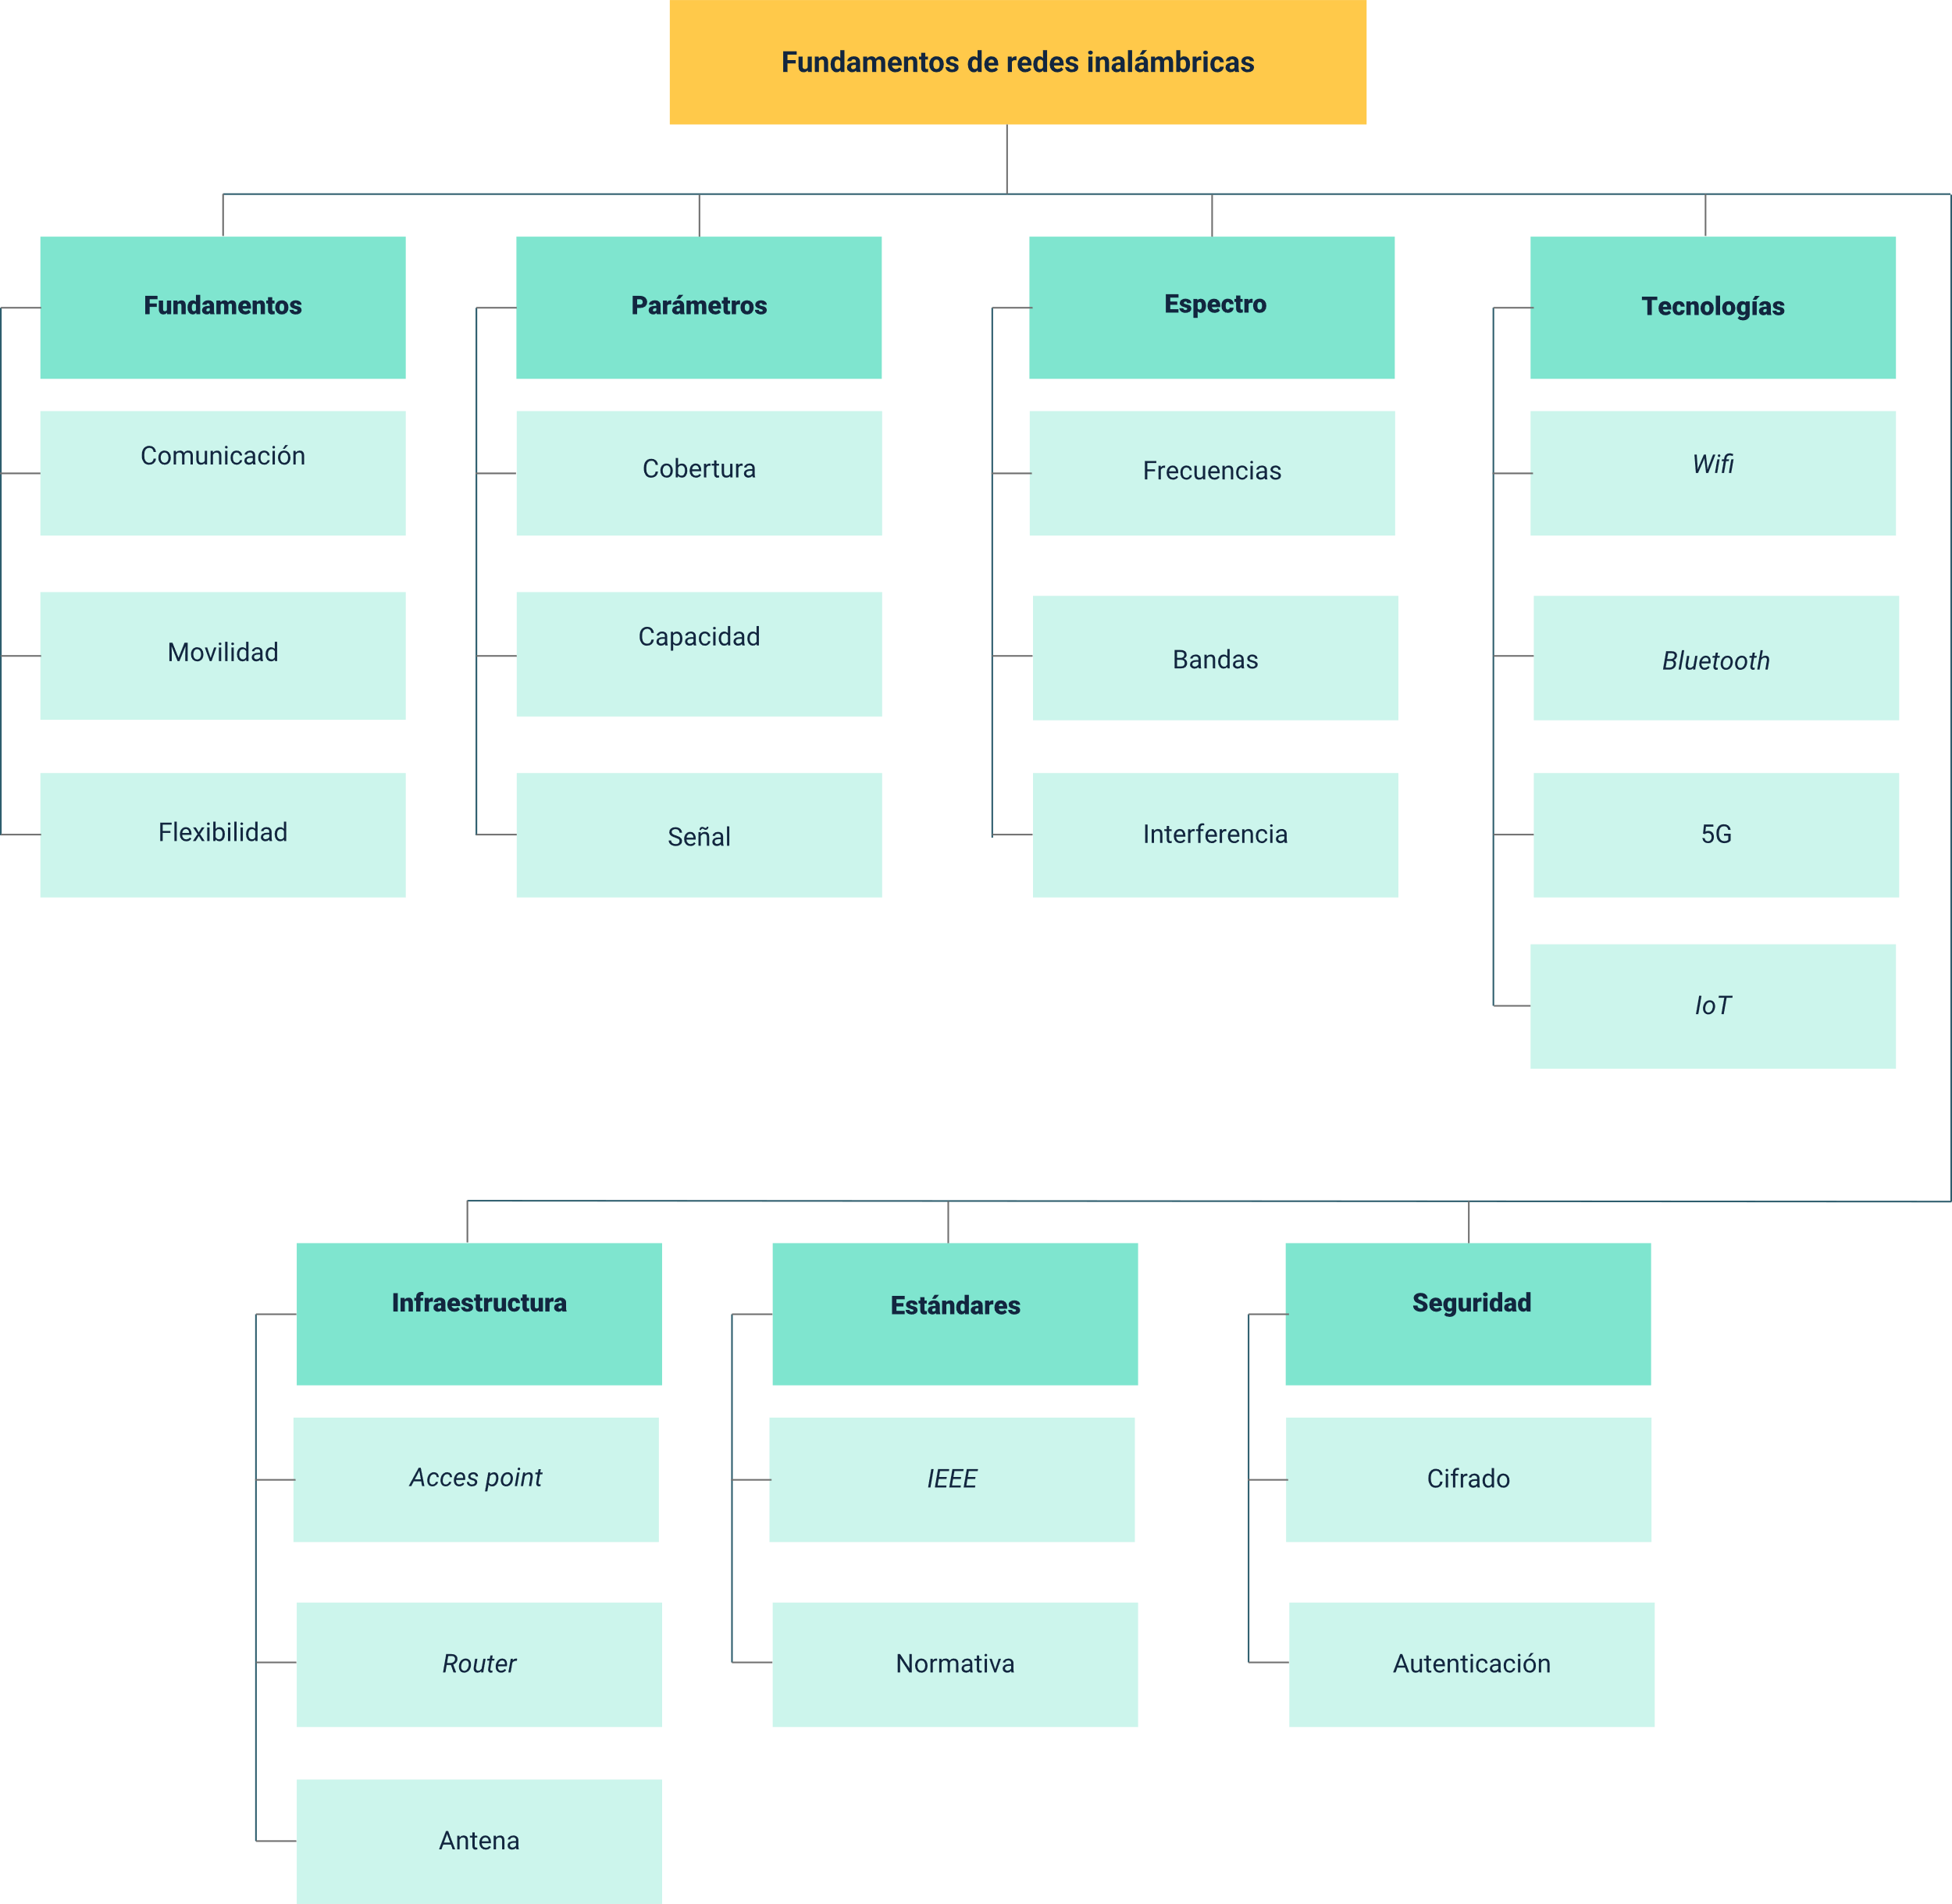 Fundamentos de redes inalámbricas
Fundamentos
Comunicación
Movilidad
Flexibilidad
Parámetros
Cobertura
Capacidad
Señal
Espectro
Frecuencias
Bandas
Interferencia
Tecnologías
Wifi
Bluetooth
5G
IoT
Infraestructura
Acces point
Router
Antena
Estándares
IEEE
Normativa
Seguridad
Cifrado
Autenticación